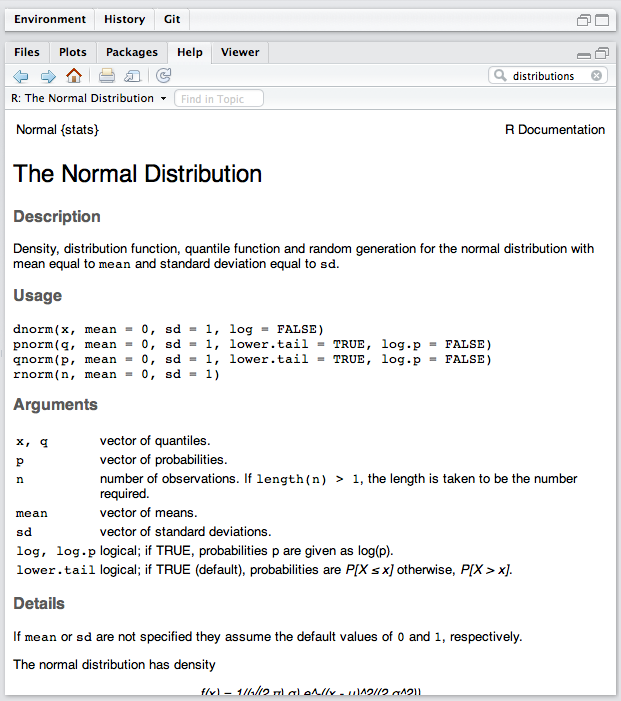 Environment History Git
Files Plots Packages Help Viewer
distributions
R: The Normal Distribution Find in Topic
Normal {stats} R Documentation
The Normal Distribution
Description
Density, distribution function, quantile function and random generation for the normal distribution with
mean equal to mean and standard deviation equal to sd.
Usage
dnorm(x, mean = 0, sd = 1, log = FALSE)
pnorm(q, mean = 0, sd = 1, lower.tail = TRUE, log.p = FALSE)
qnorm(p, mean = 0, sd = 1, lower.tail = TRUE, log.p = FALSE)
rnorm(n, mean = 0, sd = 1)
Arguments
x, q vector of quantiles.
p vector of probabilities.
n number of observations. If length(n) > 1, the length is taken to be the number
required.
mean vector of means.
sd vector of standard deviations.
log, log.p logical; if TRUE, probabilities p are given as log(p).
lower.tail logical; if TRUE (default), probabilities are P[X ≤ x] otherwise, P[X > x].
Details
If mean or sd are not specified they assume the default values of 0 and 1, respectively.
The normal distribution has density
f(x) = 1/(√(2 π) σ) e^-((x - μ)^2/(2 σ^2))